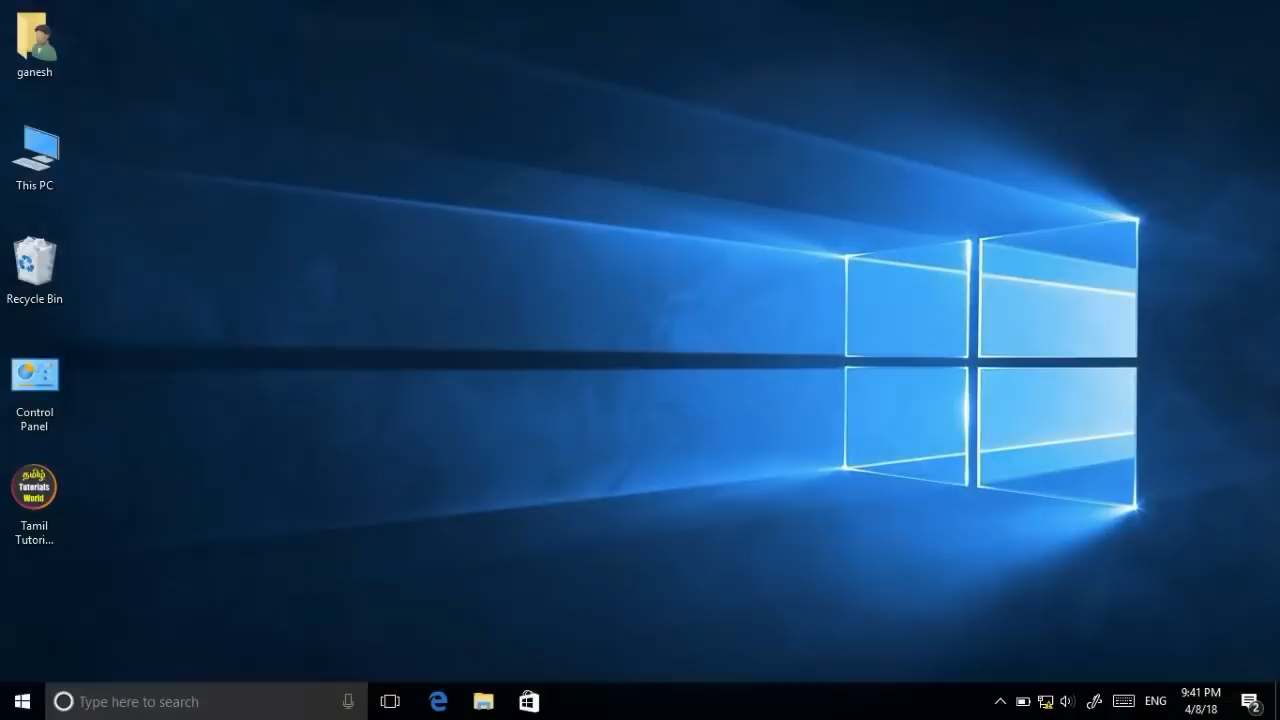 ganesh
This PC
Recycle Bin
Control
Panel
தமிழ்
Tutorials
World
Tamil
Tutori...
Type here to search
ENG
9:41 PM
4/8/18
2